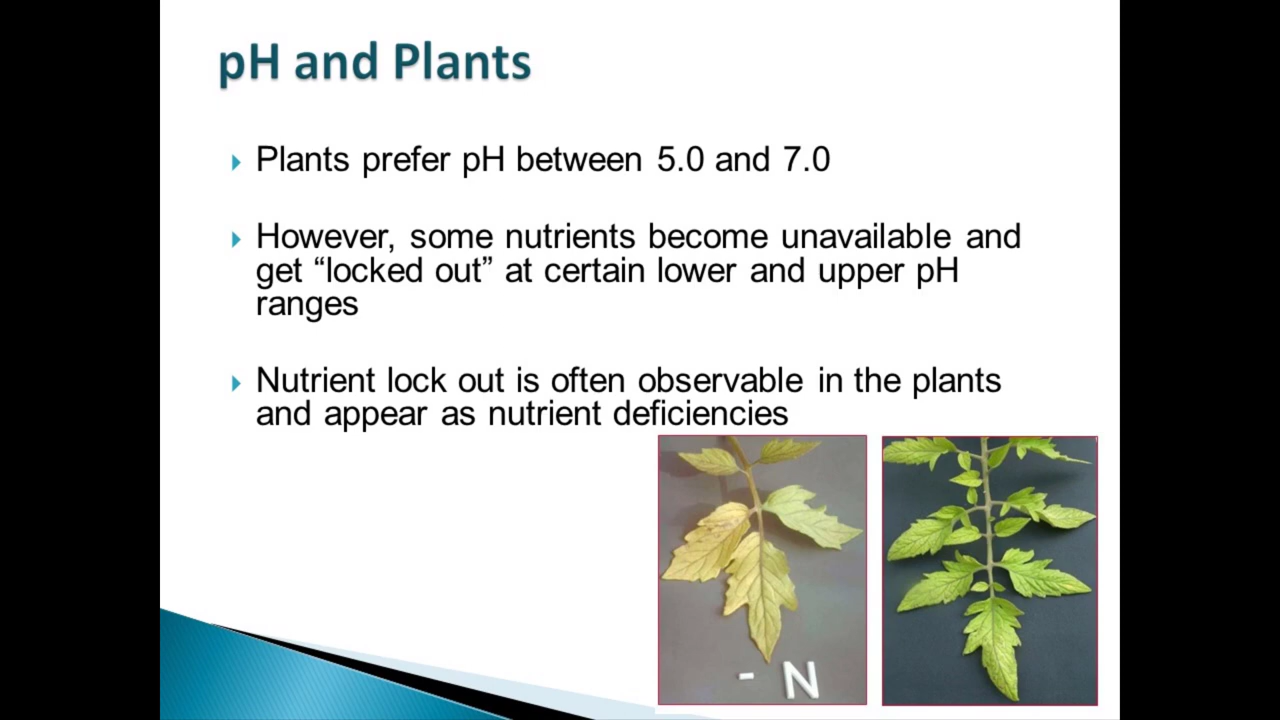 pH and Plants
Plants prefer pH between 5.0 and 7.0
However, some nutrients become unavailable and
get “locked out” at certain lower and upper pH
ranges
Nutrient lock out is often observable in the plants
and appear as nutrient deficiencies
- N